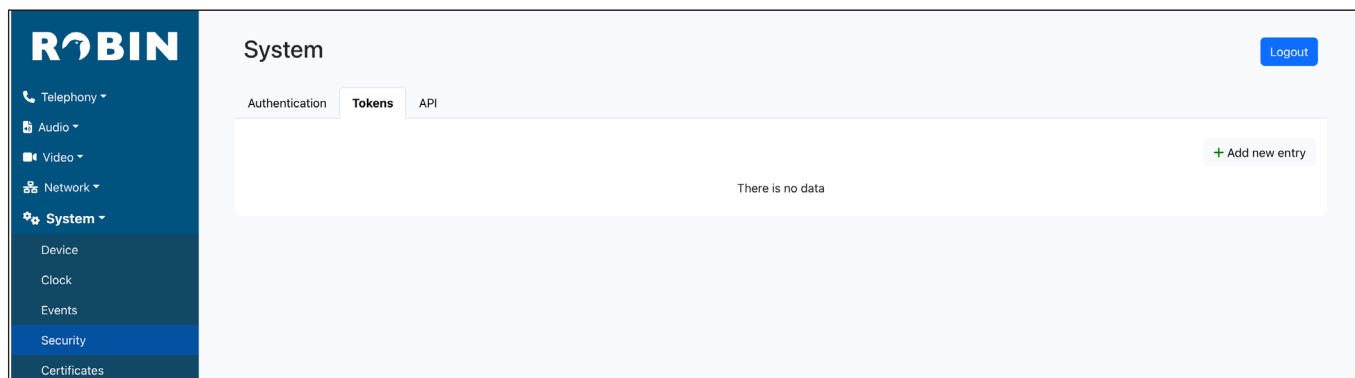 ROBIN
Telephony
Audio
Video
Network
System
Device
Clock
Events
Security
Certificates
System
Logout
Authentication
Tokens
API
+ Add new entry
There is no data